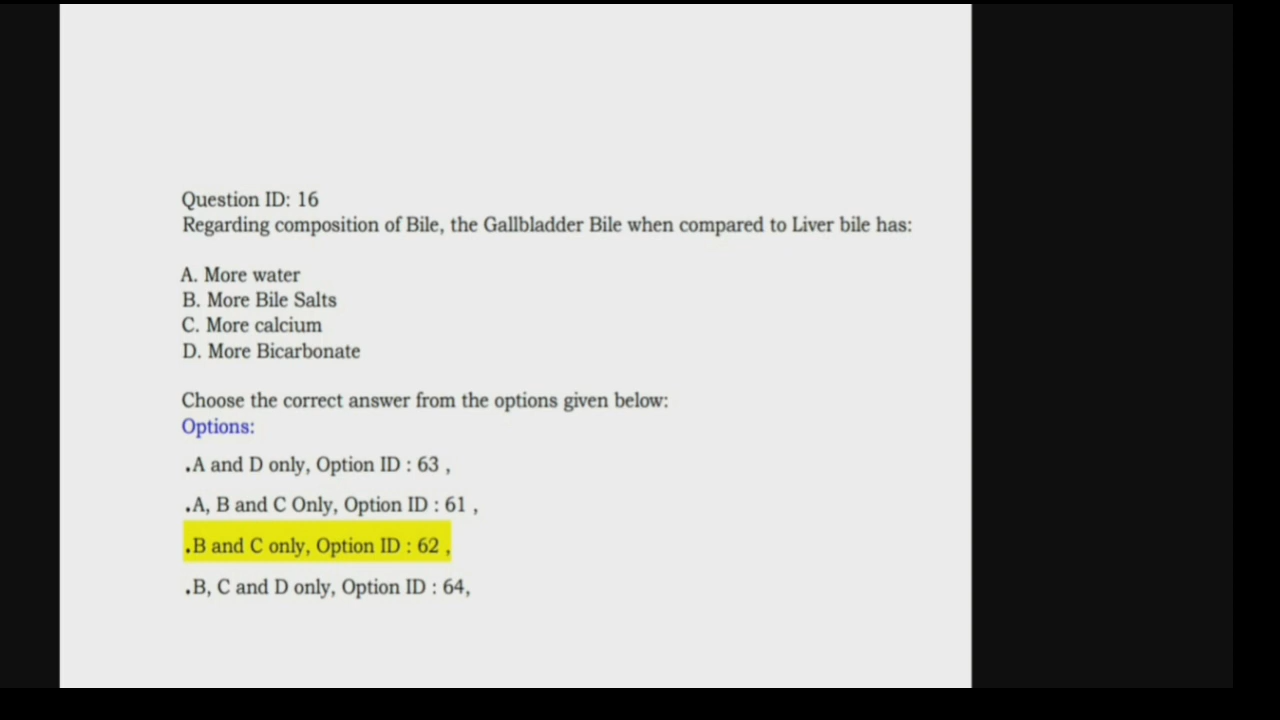 Question ID: 16
Regarding composition of Bile, the Gallbladder Bile when compared to Liver bile has:
A. More water
B. More Bile Salts
C. More calcium
D. More Bicarbonate
Choose the correct answer from the options given below:
Options:
.A and D only, Option ID : 63 ,
.A, B and C Only, Option ID : 61 ,
.B and C only, Option ID : 62 ,
.B, C and D only, Option ID : 64,